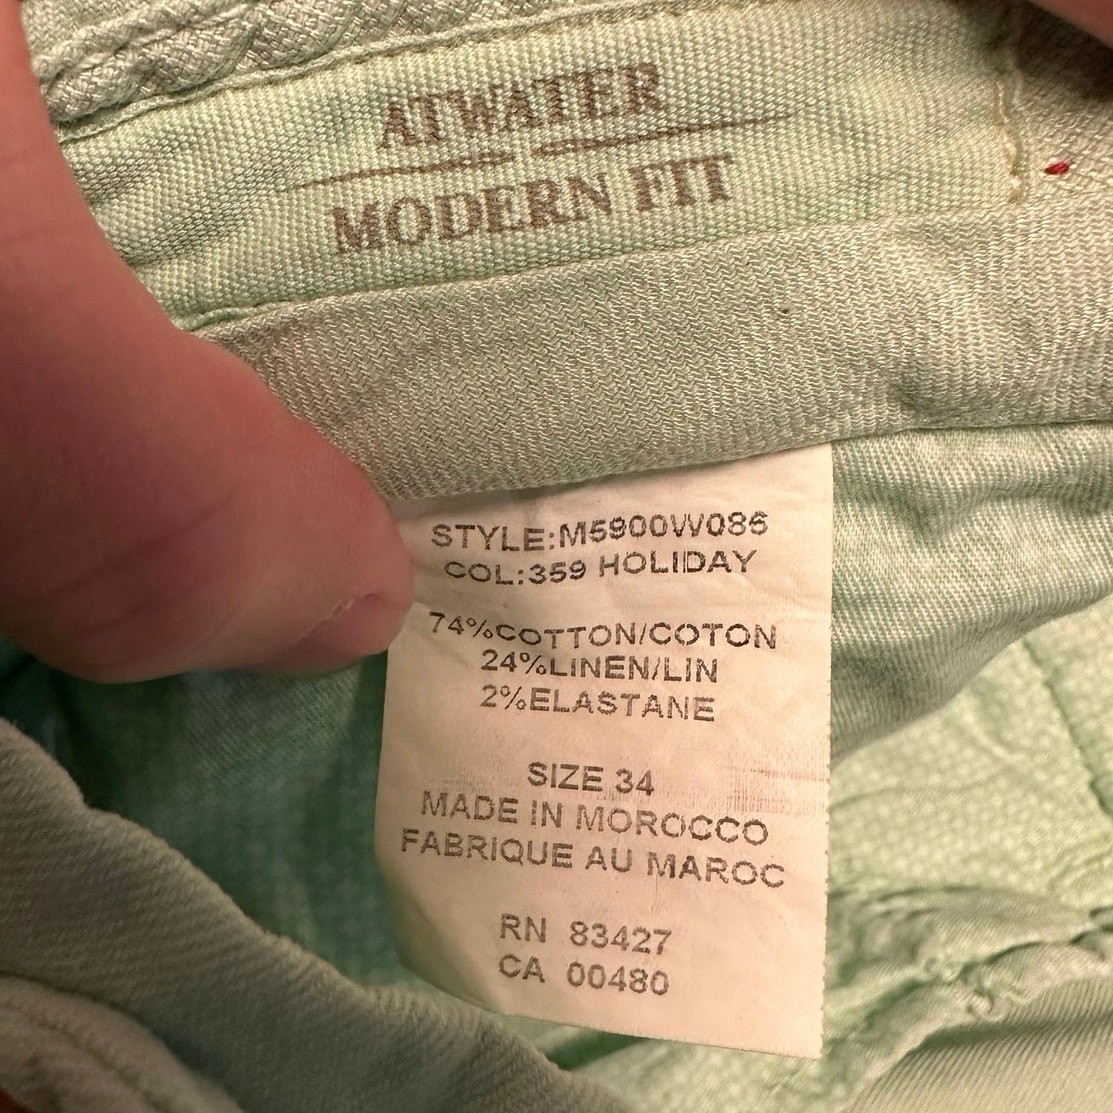 ATWATER
MODERN FIT
STYLE:M5900W086
COL:359 HOLIDAY
74%COTTON/COTON
24%LINEN/LIN
2%ELASTANE
SIZE 34
MADE IN MOROCCO
FABRIQUE AU MAROC
RN 83427
CA 00480